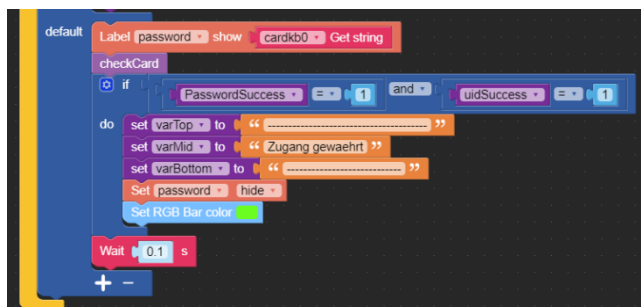 default Label password show cardkb0 Get string
checkCard
if PasswordSuccess = 1 and uidSuccess = 1
do set varTop to “ --------------------------------------- ”
set varMid to “ Zugang gewaehrt ”
set varBottom to “ ---------------------------- ”
Set password hide
Set RGB Bar color
Wait 0.1 s
+ −